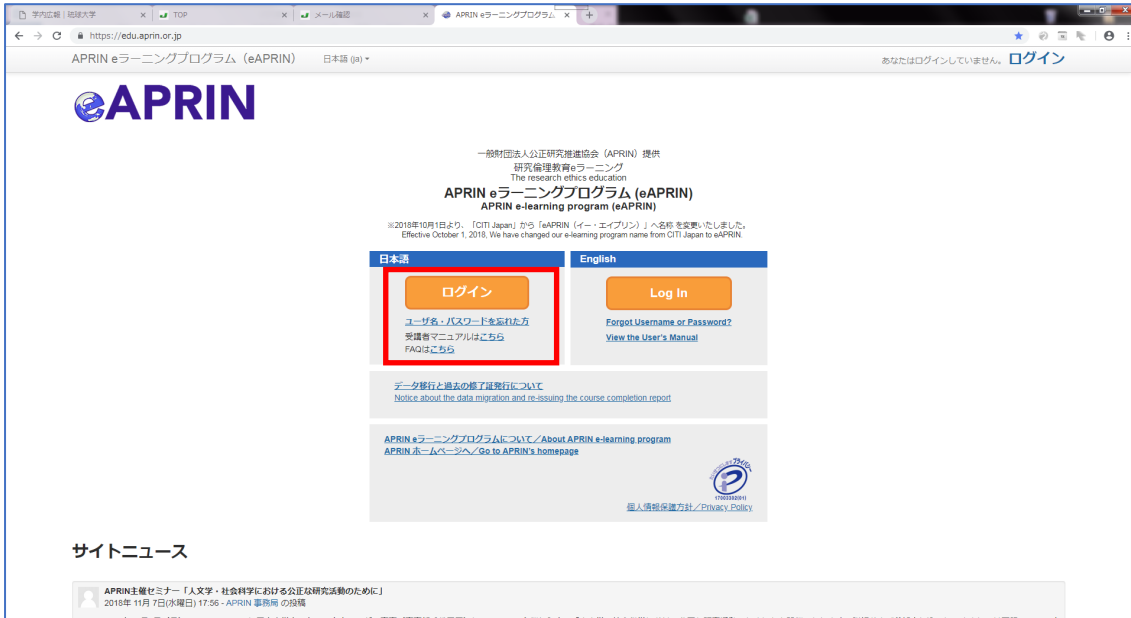 学内広報 | 琉球大学
TOP
メール確認
APRIN eラーニングプログラム
https://edu.aprin.or.jp
APRIN eラーニングプログラム（eAPRIN）
日本語 (ja)
あなたはログインしていません。 ログイン
eAPRIN
一般財団法人公正研究推進協会（APRIN）提供
研究倫理教育eラーニング
The research ethics education
APRIN eラーニングプログラム (eAPRIN)
APRIN e-learning program (eAPRIN)
※2018年10月1日より、「CITI Japan」から「eAPRIN（イー・エイプリン）」へ名称 を変更いたしました。
Effective October 1, 2018, We have changed our e-learning program name from CITI Japan to eAPRIN.
日本語
ログイン
ユーザ名・パスワードを忘れた方
受講者マニュアルはこちら
FAQはこちら
English
Log In
Forgot Username or Password?
View the User's Manual
データ移行と過去の修了証発行について
Notice about the data migration and re-issuing the course completion report
APRIN eラーニングプログラムについて／About APRIN e-learning program
APRIN ホームページへ／Go to APRIN's homepage
個人情報保護方針／Privacy Policy
サイトニュース
APRIN主催セミナー「人文学・社会科学における公正な研究活動のために」
2018年 11月 7日(水曜日) 17:56 - APRIN 事務局 の投稿